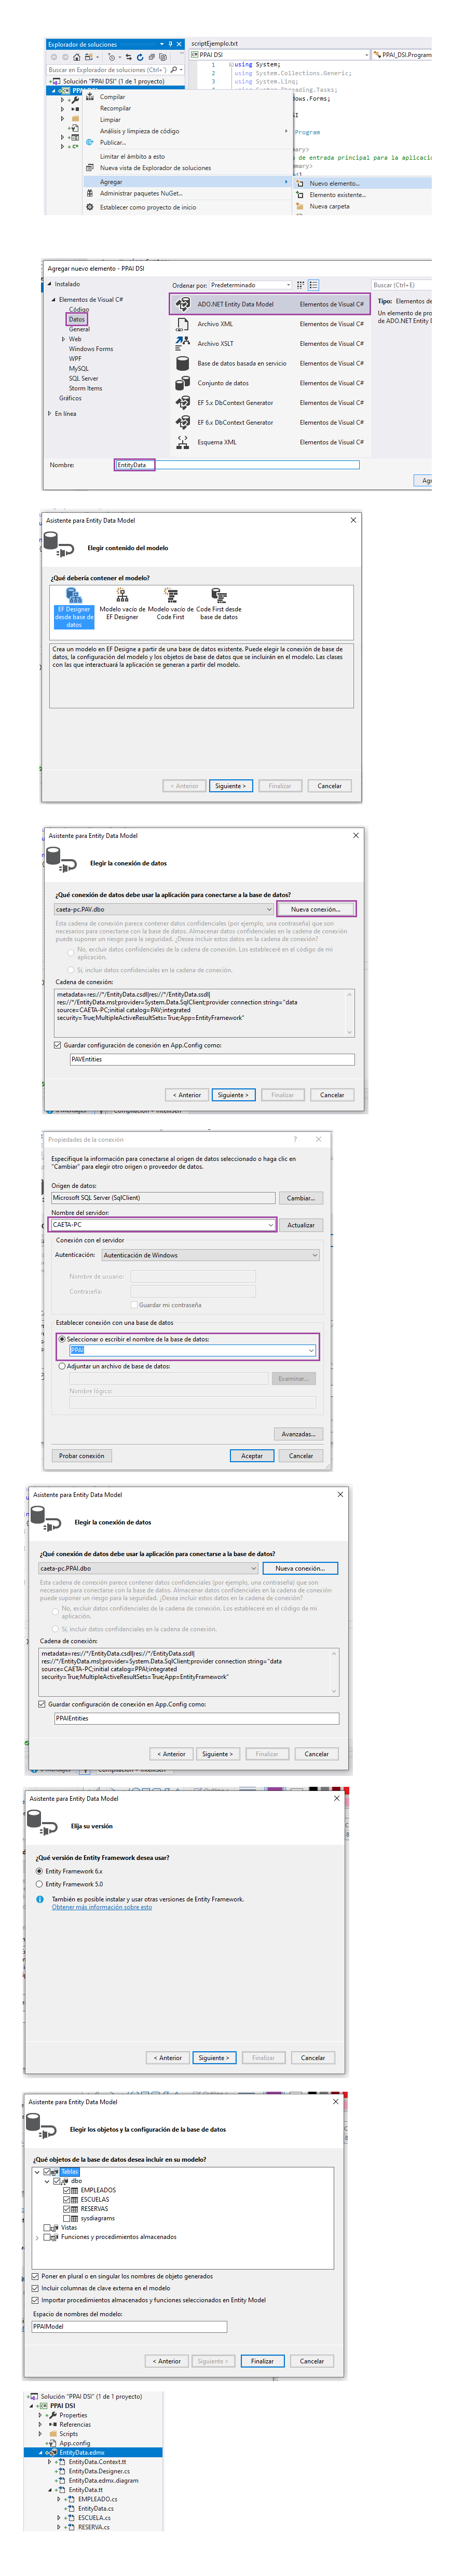 Explorador de soluciones
scriptEjemplo.txt
PPAI DSI
PPAI_DSI.Program
Buscar en Explorador de soluciones (Ctrl+')
Solución "PPAI DSI" (1 de 1 proyecto)
PPAI DSI
1 using System;
2 using System.Collections.Generic;
3 using System.Linq;
Compilar
Recompilar
Limpiar
Análisis y limpieza de código
Publicar...
Limitar el ámbito a esto
Nueva vista de Explorador de soluciones
Agregar
Administrar paquetes NuGet...
Establecer como proyecto de inicio
Program
de entrada principal para la aplicació
Nuevo elemento...
Elemento existente...
Nueva carpeta
Agregar nuevo elemento - PPAI DSI
Instalado
Ordenar por: Predeterminado
Buscar (Ctrl+E)
Elementos de Visual C#
Código
Datos
General
Web
Windows Forms
WPF
MySQL
SQL Server
Storm Items
Gráficos
En línea
ADO.NET Entity Data Model Elementos de Visual C#
Archivo XML Elementos de Visual C#
Archivo XSLT Elementos de Visual C#
Base de datos basada en servicio Elementos de Visual C#
Conjunto de datos Elementos de Visual C#
EF 5.x DbContext Generator Elementos de Visual C#
EF 6.x DbContext Generator Elementos de Visual C#
Esquema XML Elementos de Visual C#
Tipo: Elementos de
Un elemento de pro
de ADO.NET Entity D
Nombre: EntityData
Agr
Asistente para Entity Data Model
Elegir contenido del modelo
¿Qué debería contener el modelo?
EF Designer desde base de datos
Modelo vacío de EF Designer
Modelo vacío de Code First
Code First desde base de datos
Crea un modelo en EF Designer a partir de una base de datos existente. Puede elegir la conexión de base de
datos, la configuración del modelo y los objetos de base de datos que se incluirán en el modelo. Las clases
con las que interactuará la aplicación se generan a partir del modelo.
< Anterior Siguiente > Finalizar Cancelar
Asistente para Entity Data Model
Elegir la conexión de datos
¿Qué conexión de datos debe usar la aplicación para conectarse a la base de datos?
caeta-pc.PAV.dbo Nueva conexión...
Esta cadena de conexión parece contener datos confidenciales (por ejemplo, una contraseña) que son
necesarios para conectarse con la base de datos. Almacenar datos confidenciales en la cadena de conexión
puede suponer un riesgo para la seguridad. ¿Desea incluir estos datos en la cadena de conexión?
No, excluir datos confidenciales de la cadena de conexión. Los estableceré en el código de mi
aplicación.
Sí, incluir datos confidenciales en la cadena de conexión.
Cadena de conexión:
metadata=res://*/EntityData.csdl|res://*/EntityData.ssdl|
res://*/EntityData.msl;provider=System.Data.SqlClient;provider connection string="data
source=CAETA-PC;initial catalog=PAV;integrated
security=True;MultipleActiveResultSets=True;App=EntityFramework"
Guardar configuración de conexión en App.Config como:
PAVEntities
< Anterior Siguiente > Finalizar Cancelar
Propiedades de la conexión
Especifique la información para conectarse al origen de datos seleccionado o haga clic en
"Cambiar" para elegir otro origen o proveedor de datos.
Origen de datos:
Microsoft SQL Server (SqlClient) Cambiar...
Nombre del servidor:
CAETA-PC Actualizar
Conexión con el servidor
Autenticación: Autenticación de Windows
Nombre de usuario:
Contraseña:
Guardar mi contraseña
Establecer conexión con una base de datos
Seleccionar o escribir el nombre de la base de datos:
PPAI
Adjuntar un archivo de base de datos:
Examinar...
Nombre lógico:
Avanzadas...
Probar conexión Aceptar Cancelar
Asistente para Entity Data Model
Elegir la conexión de datos
¿Qué conexión de datos debe usar la aplicación para conectarse a la base de datos?
caeta-pc.PPAI.dbo Nueva conexión...
Esta cadena de conexión parece contener datos confidenciales (por ejemplo, una contraseña) que son
necesarios para conectarse con la base de datos. Almacenar datos confidenciales en la cadena de conexión
puede suponer un riesgo para la seguridad. ¿Desea incluir estos datos en la cadena de conexión?
No, excluir datos confidenciales de la cadena de conexión. Los estableceré en el código de mi
aplicación.
Sí, incluir datos confidenciales en la cadena de conexión.
Cadena de conexión:
metadata=res://*/EntityData.csdl|res://*/EntityData.ssdl|
res://*/EntityData.msl;provider=System.Data.SqlClient;provider connection string="data
source=CAETA-PC;initial catalog=PPAI;integrated
security=True;MultipleActiveResultSets=True;App=EntityFramework"
Guardar configuración de conexión en App.Config como:
PPAIEntities
< Anterior Siguiente > Finalizar Cancelar
Asistente para Entity Data Model
Elija su versión
¿Qué versión de Entity Framework desea usar?
Entity Framework 6.x
Entity Framework 5.0
También es posible instalar y usar otras versiones de Entity Framework.
Obtener más información sobre esto
< Anterior Siguiente > Finalizar Cancelar
Asistente para Entity Data Model
Elegir los objetos y la configuración de la base de datos
¿Qué objetos de la base de datos desea incluir en su modelo?
Tablas
dbo
EMPLEADOS
ESCUELAS
RESERVAS
sysdiagrams
Vistas
Funciones y procedimientos almacenados
Poner en plural o en singular los nombres de objeto generados
Incluir columnas de clave externa en el modelo
Importar procedimientos almacenados y funciones seleccionados en Entity Model
Espacio de nombres del modelo:
PPAIModel
< Anterior Siguiente > Finalizar Cancelar
Solución "PPAI DSI" (1 de 1 proyecto)
PPAI DSI
Properties
Referencias
Scripts
App.config
EntityData.edmx
EntityData.Context.tt
EntityData.Designer.cs
EntityData.edmx.diagram
EntityData.tt
EMPLEADO.cs
EntityData.cs
ESCUELA.cs
RESERVA.cs